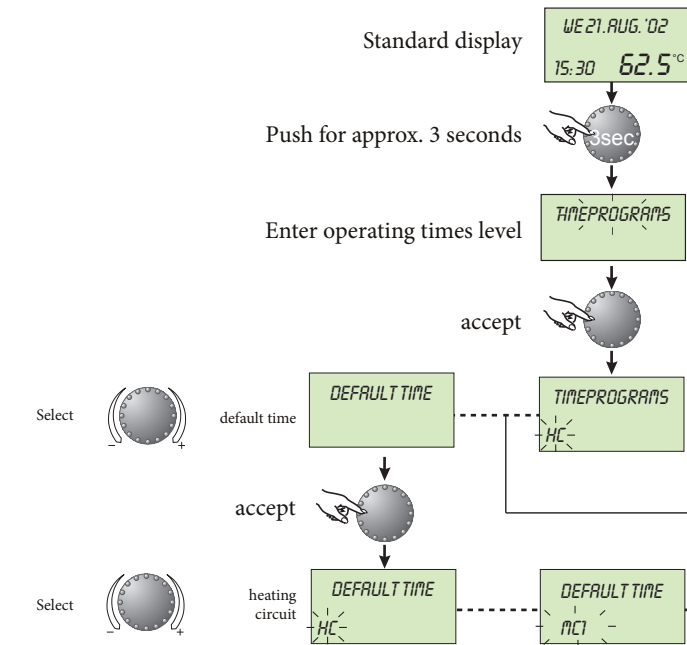 Standard display
WE 21.AUG.'02
15:30 62.5°C
Push for approx. 3 seconds
3sec.
Enter operating times level
TIMEPROGRAMS
accept
Select
- +
default time
DEFAULT TIME
TIMEPROGRAMS
HC
accept
Select
- +
heating
circuit
DEFAULT TIME
HC
DEFAULT TIME
MC1